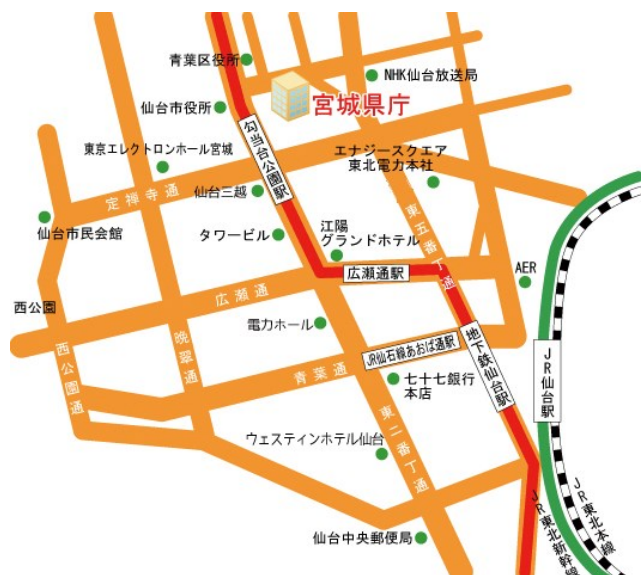 青葉区役所
NHK仙台放送局
仙台市役所
宮城県庁
勾当台公園駅
東京エレクトロンホール宮城
エナジースクエア
東北電力本社
定禅寺通
仙台三越
東五番丁通
仙台市民会館
タワービル
江陽
グランドホテル
広瀬通駅
AER
西公園
広瀬通
電力ホール
晩翠通
西公園通
青葉通
JR仙石線あおば通駅
地下鉄仙台駅
JR仙台駅
七十七銀行
本店
東二番丁通
ウェスティンホテル仙台
仙台中央郵便局
JR東北新幹線
JR東北本線